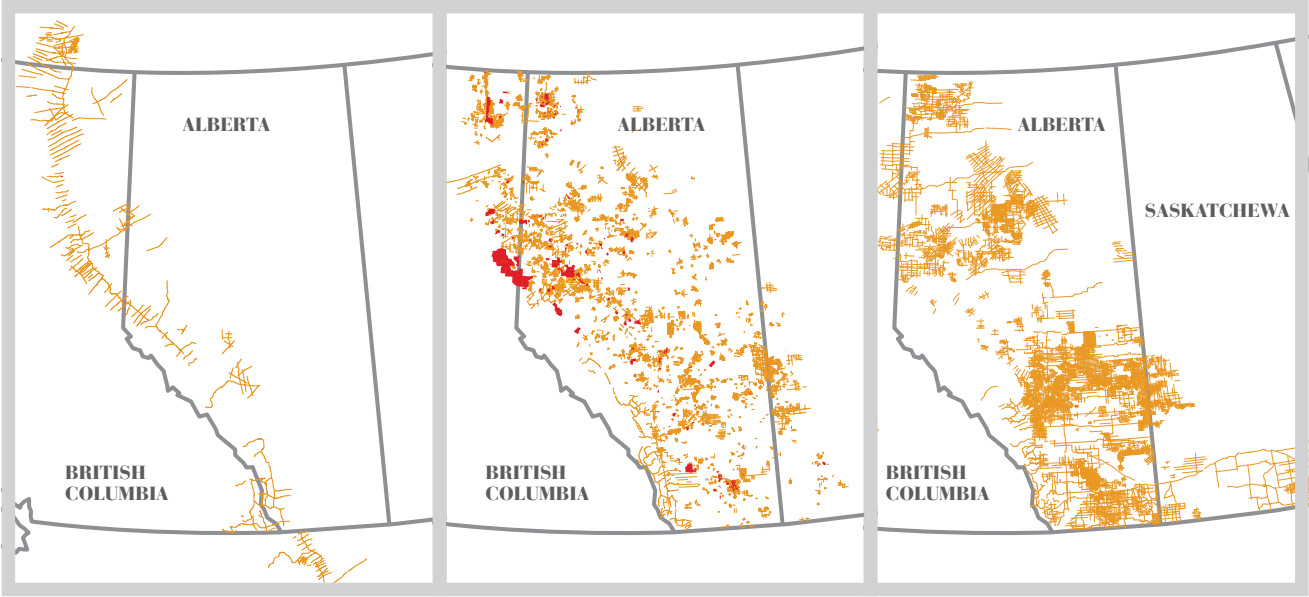 ALBERTA
BRITISH
COLUMBIA
ALBERTA
BRITISH
COLUMBIA
ALBERTA
SASKATCHEWA
BRITISH
COLUMBIA